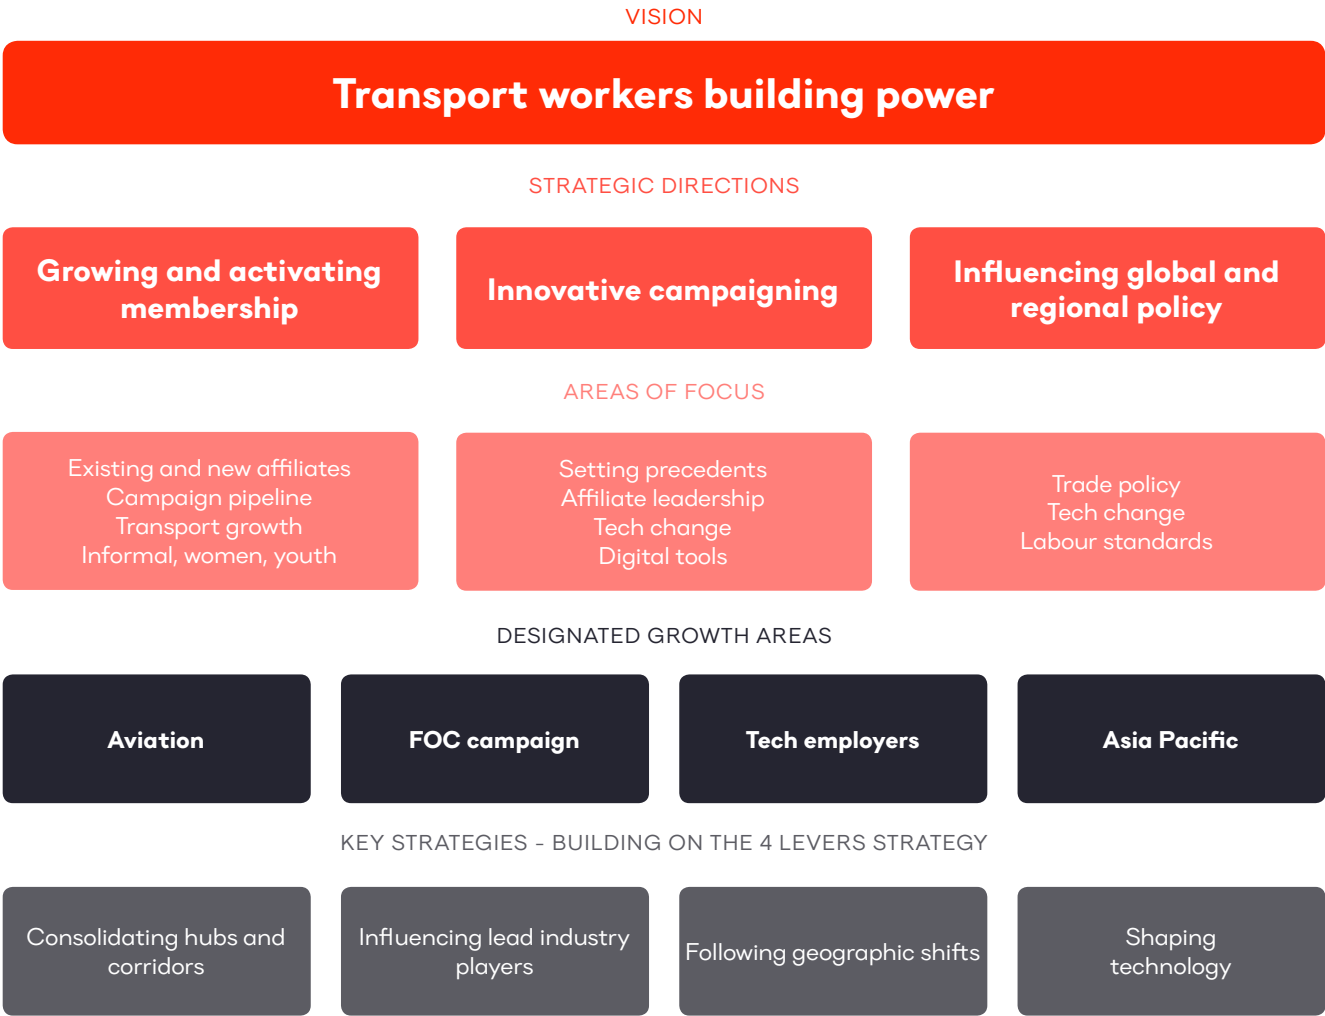 VISION
Transport workers building power
STRATEGIC DIRECTIONS
Growing and activating
membership
Innovative campaigning
Influencing global and
regional policy
AREAS OF FOCUS
Existing and new affiliates
Campaign pipeline
Transport growth
Informal, women, youth
Setting precedents
Affiliate leadership
Tech change
Digital tools
Trade policy
Tech change
Labour standards
DESIGNATED GROWTH AREAS
Aviation
FOC campaign
Tech employers
Asia Pacific
KEY STRATEGIES - BUILDING ON THE 4 LEVERS STRATEGY
Consolidating hubs and
corridors
Influencing lead industry
players
Following geographic shifts
Shaping
technology